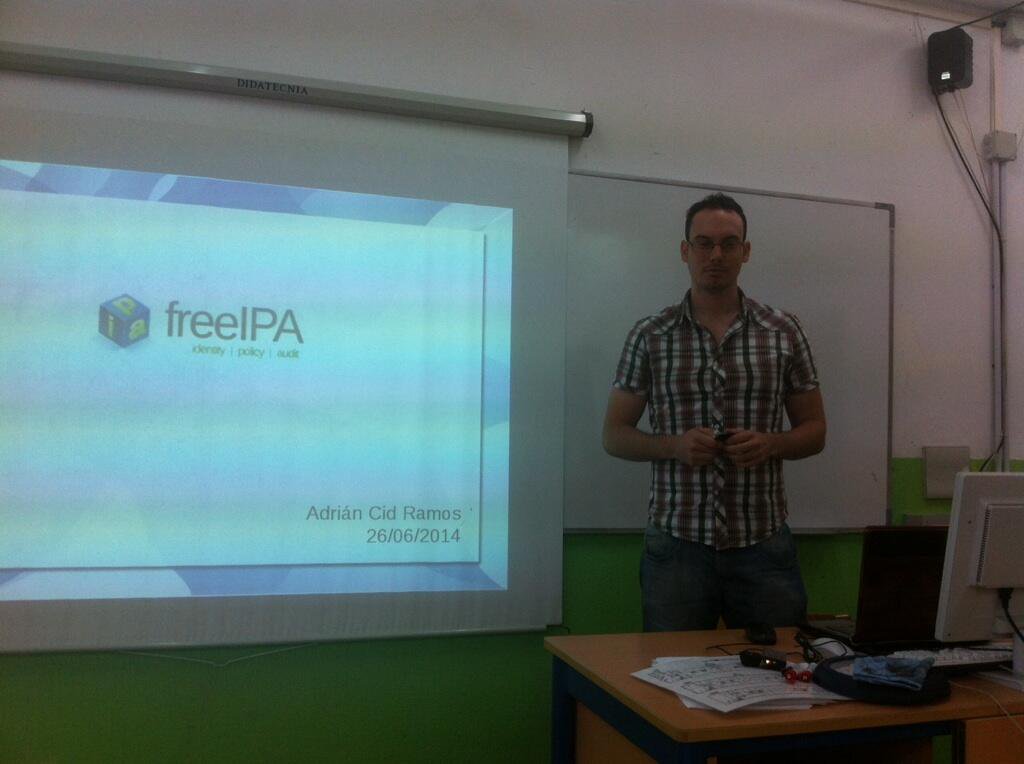 DIDATECNIA
freeIPA
identity | policy | audit
Adrián Cid Ramos
26/06/2014